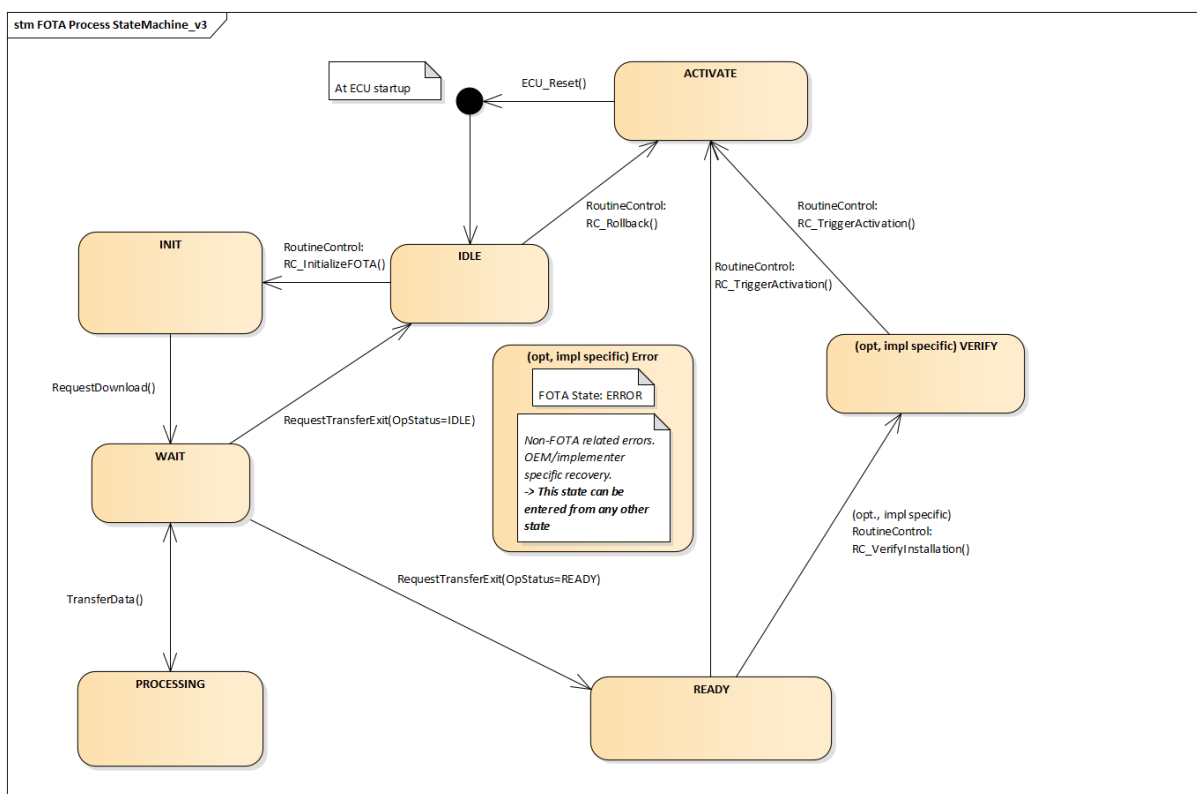 stm FOTA Process StateMachine_v3
At ECU startup
ECU_Reset()
ACTIVATE
RoutineControl:
RC_Rollback()
RoutineControl:
RC_TriggerActivation()
INIT
RoutineControl:
RC_InitializeFOTA()
IDLE
RoutineControl:
RC_TriggerActivation()
(opt, impl specific) VERIFY
(opt, impl specific) Error
FOTA State: ERROR
Non-FOTA related errors.
OEM/implementer
specific recovery.
-> This state can be
entered from any other
state
RequestDownload()
RequestTransferExit(OpStatus=IDLE)
WAIT
(opt., impl specific)
RoutineControl:
RC_VerifyInstallation()
RequestTransferExit(OpStatus=READY)
TransferData()
PROCESSING
READY